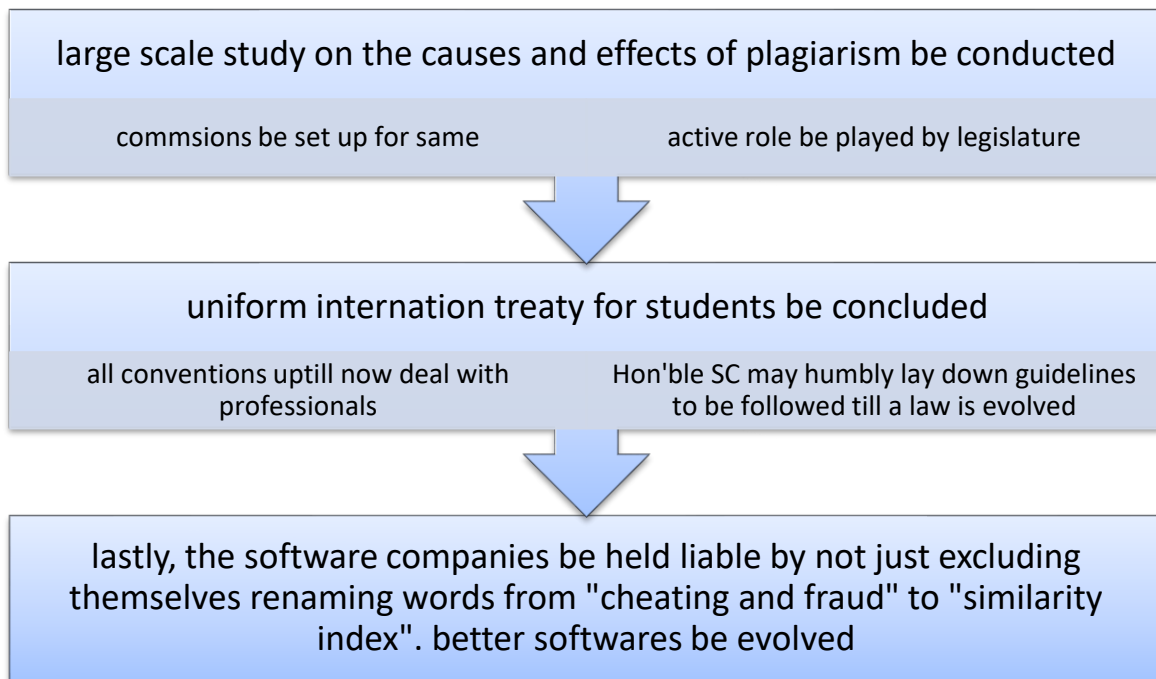 large scale study on the causes and effects of plagiarism be conducted
commsions be set up for same
active role be played by legislature
uniform internation treaty for students be concluded
all conventions uptill now deal with
professionals
Hon'ble SC may humbly lay down guidelines
to be followed till a law is evolved
lastly, the software companies be held liable by not just excluding
themselves renaming words from "cheating and fraud" to "similarity
index". better softwares be evolved